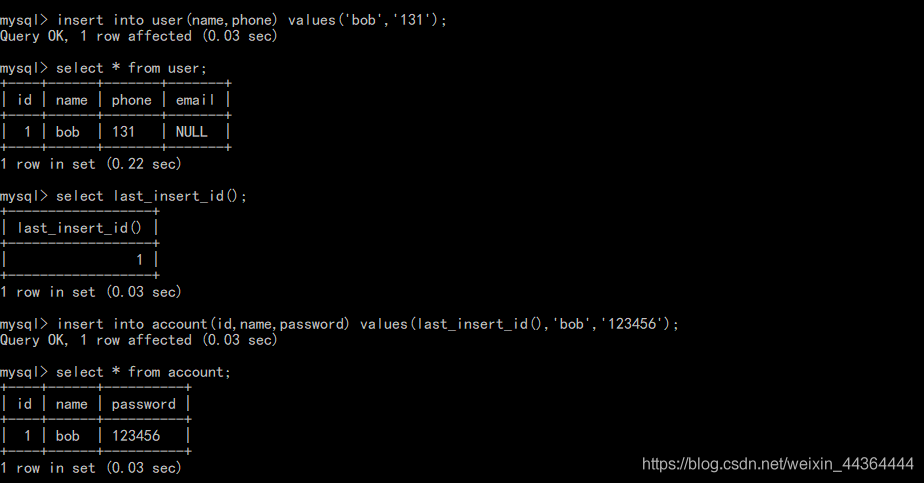 mysql> insert into user(name,phone) values('bob','131');
Query OK, 1 row affected (0.03 sec)
mysql> select * from user;
+----+------+-------+-------+
| id | name | phone | email |
+----+------+-------+-------+
|  1 | bob  | 131   | NULL  |
+----+------+-------+-------+
1 row in set (0.22 sec)
mysql> select last_insert_id();
+------------------+
| last_insert_id() |
+------------------+
|                1 |
+------------------+
1 row in set (0.03 sec)
mysql> insert into account(id,name,password) values(last_insert_id(),'bob','123456');
Query OK, 1 row affected (0.03 sec)
mysql> select * from account;
+----+------+----------+
| id | name | password |
+----+------+----------+
|  1 | bob  | 123456   |
+----+------+----------+
1 row in set (0.03 sec)
https://blog.csdn.net/weixin_44364444